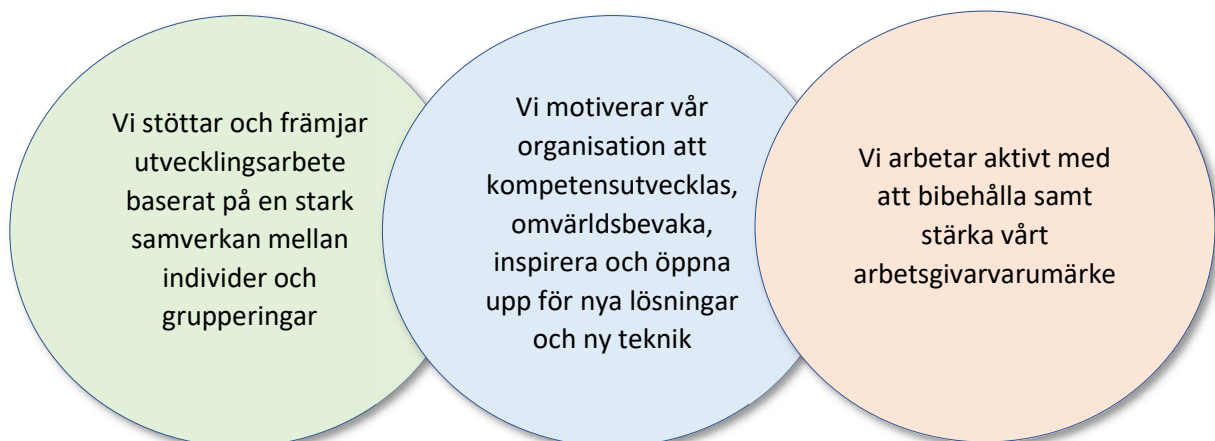 Vi stöttar och främjar
utvecklingsarbete
baserat på en stark
samverkan mellan
individer och
grupperingar
Vi motiverar vår
organisation att
kompetensutvecklas,
omvärldsbevaka,
inspirera och öppna
upp för nya lösningar
och ny teknik
Vi arbetar aktivt med
att bibehålla samt
stärka vårt
arbetsgivarvarumärke